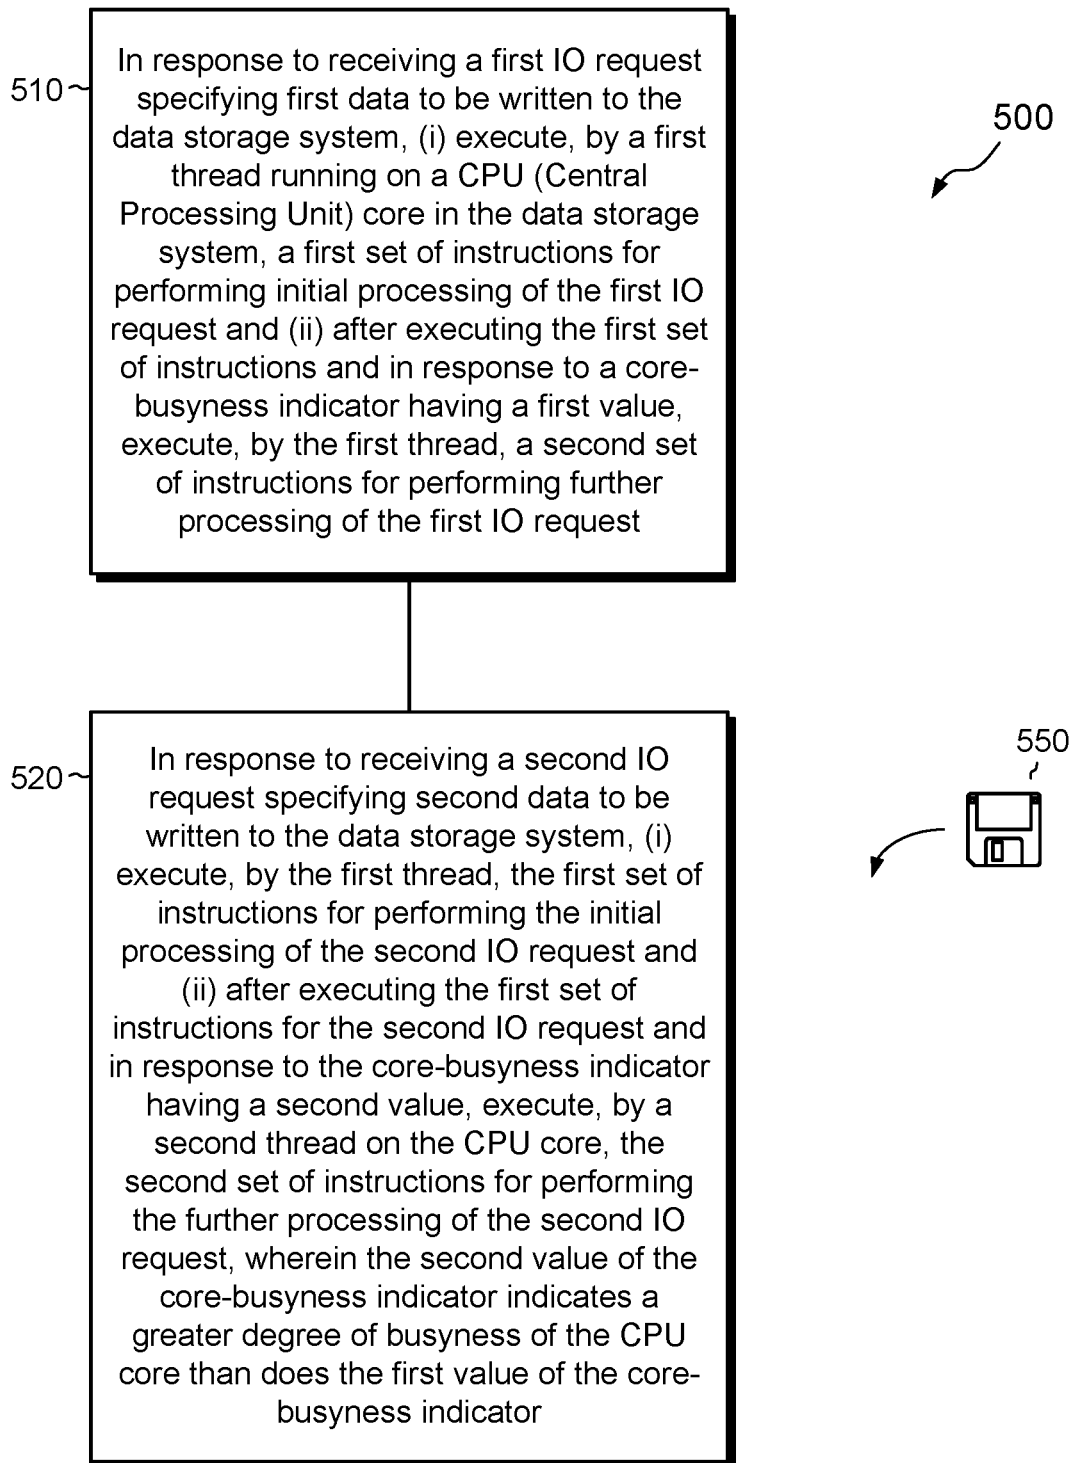 510
In response to receiving a first IO request
specifying first data to be written to the
data storage system, (i) execute, by a first
thread running on a CPU (Central
Processing Unit) core in the data storage
system, a first set of instructions for
performing initial processing of the first IO
request and (ii) after executing the first set
of instructions and in response to a core-
busyness indicator having a first value,
execute, by the first thread, a second set
of instructions for performing further
processing of the first IO request
500
520
In response to receiving a second IO
request specifying second data to be
written to the data storage system, (i)
execute, by the first thread, the first set of
instructions for performing the initial
processing of the second IO request and
(ii) after executing the first set of
instructions for the second IO request and
in response to the core-busyness indicator
having a second value, execute, by a
second thread on the CPU core, the
second set of instructions for performing
the further processing of the second IO
request, wherein the second value of the
core-busyness indicator indicates a
greater degree of busyness of the CPU
core than does the first value of the core-
busyness indicator
550